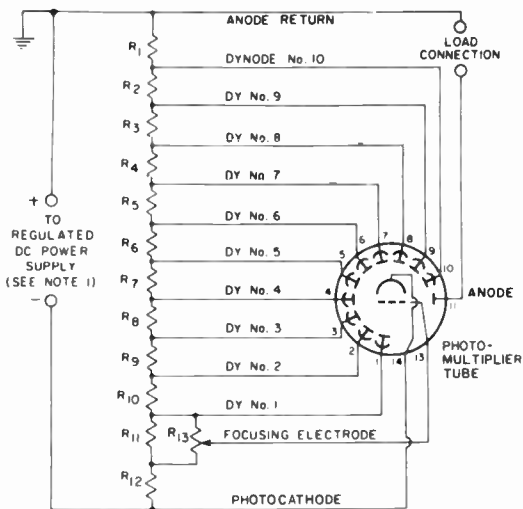 ANODE RETURN
LOAD
CONNECTION
R1
DYNODE No. 10
R2
DY No. 9
R3
DY No. 8
R4
DY No 7
R5
DY No. 6
+
TO
REGULATED
DC POWER
SUPPLY
(SEE NOTE 1)
-
R6
DY No. 5
R7
DY No. 4
R8
DY No. 3
R9
DY No. 2
R10
DY No. 1
R11
R13
FOCUSING ELECTRODE
R12
PHOTOCATHODE
1
2
3
4
5
6
7
8
9
10
11
13
14
ANODE
PHOTO-
MULTIPLIER
TUBE